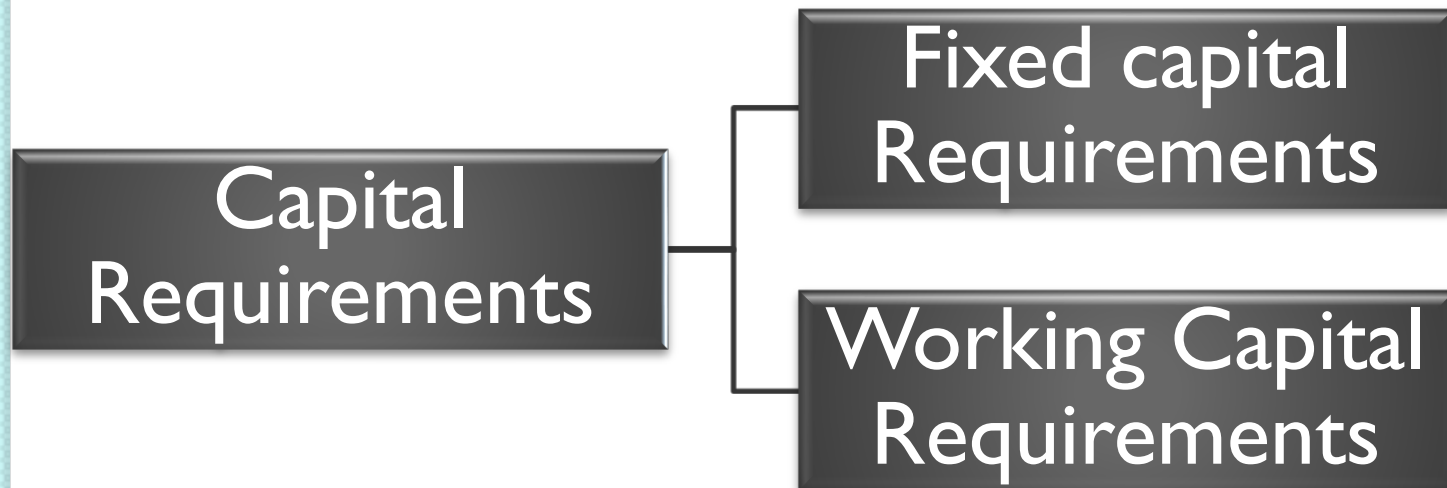 Capital
Requirements
Fixed capital
Requirements
Working Capital
Requirements